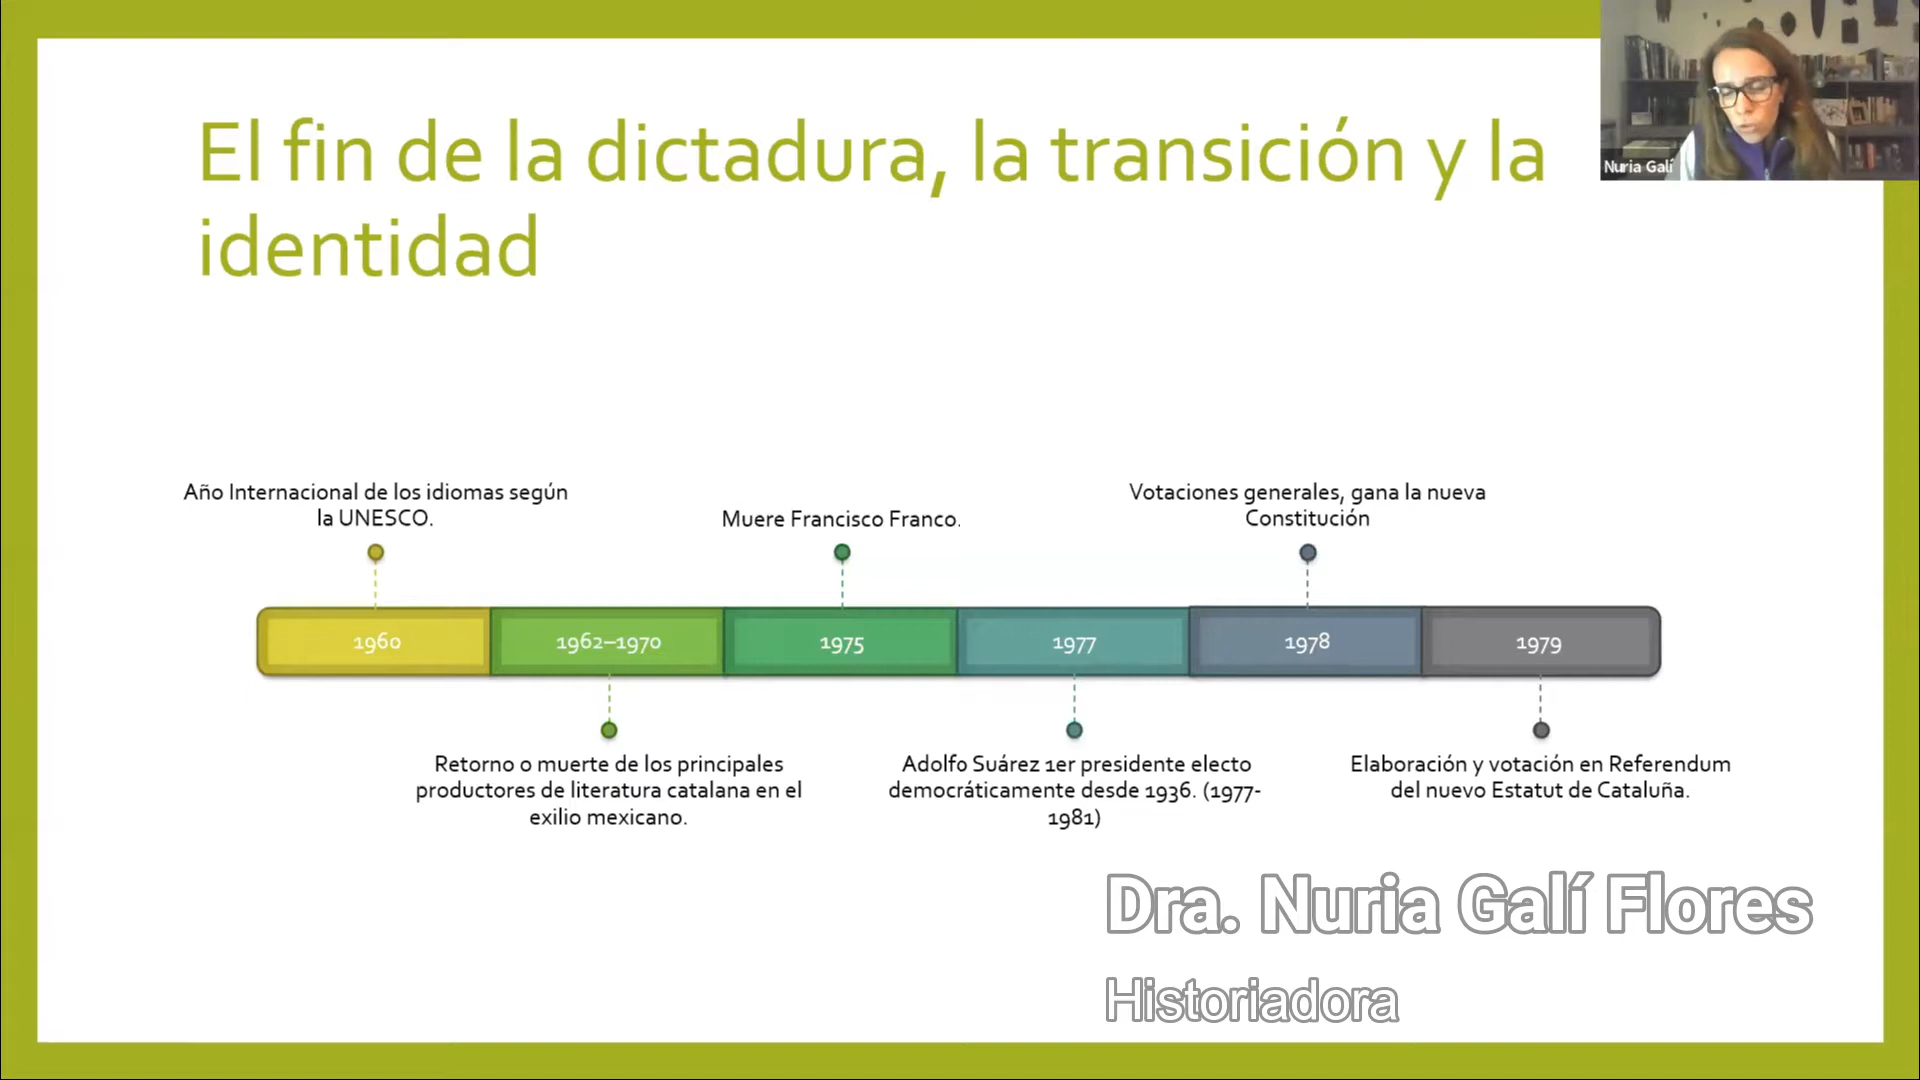 El fin de la dictadura, la transición y la
identidad
Nuria Galí
Año Internacional de los idiomas según
la UNESCO.
Muere Francisco Franco.
Votaciones generales, gana la nueva
Constitución
1960
1962–1970
1975
1977
1978
1979
Retorno o muerte de los principales
productores de literatura catalana en el
exilio mexicano.
Adolfo Suárez 1er presidente electo
democráticamente desde 1936. (1977-
1981)
Elaboración y votación en Referendum
del nuevo Estatut de Cataluña.
Dra. Nuria Galí Flores
Historiadora